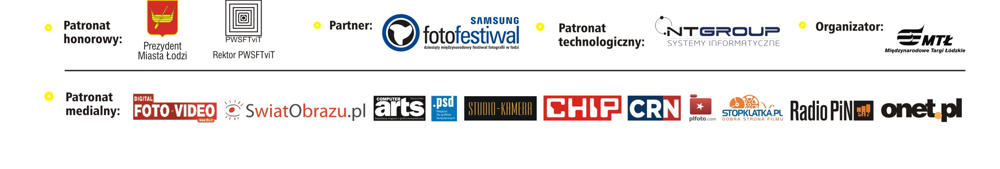 Patronat
honorowy:
Prezydent
Miasta Łodzi
PWSFTviT
Rektor PWSFTviT
Partner:
SAMSUNG
fotofestiwal
dziesiąty międzynarodowy festiwal fotografii w łodzi
Patronat
technologiczny:
NTGROUP
SYSTEMY INFORMATYCZNE
Organizator:
MTŁ
Międzynarodowe Targi Łódzkie
Patronat
medialny:
DIGITAL
FOTO-VIDEO
SwiatObrazu.pl
COMPUTER
Edycja polska
arts
Największy magazyn o grafice komputerowej
.psd
Magazyn
dla grafików
komputerowych
STUDIO-KAMERA
CHIP
CRN
plfoto.com
STOPKLATKA.PL
DOBRA STRONA FILMU
Radio PiN
PiN
onet.pl